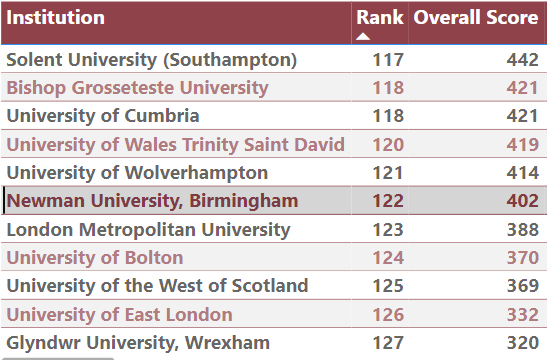 Institution Rank Overall Score
Solent University (Southampton) 117 442
Bishop Grosseteste University 118 421
University of Cumbria 118 421
University of Wales Trinity Saint David 120 419
University of Wolverhampton 121 414
Newman University, Birmingham 122 402
London Metropolitan University 123 388
University of Bolton 124 370
University of the West of Scotland 125 369
University of East London 126 332
Glyndwr University, Wrexham 127 320